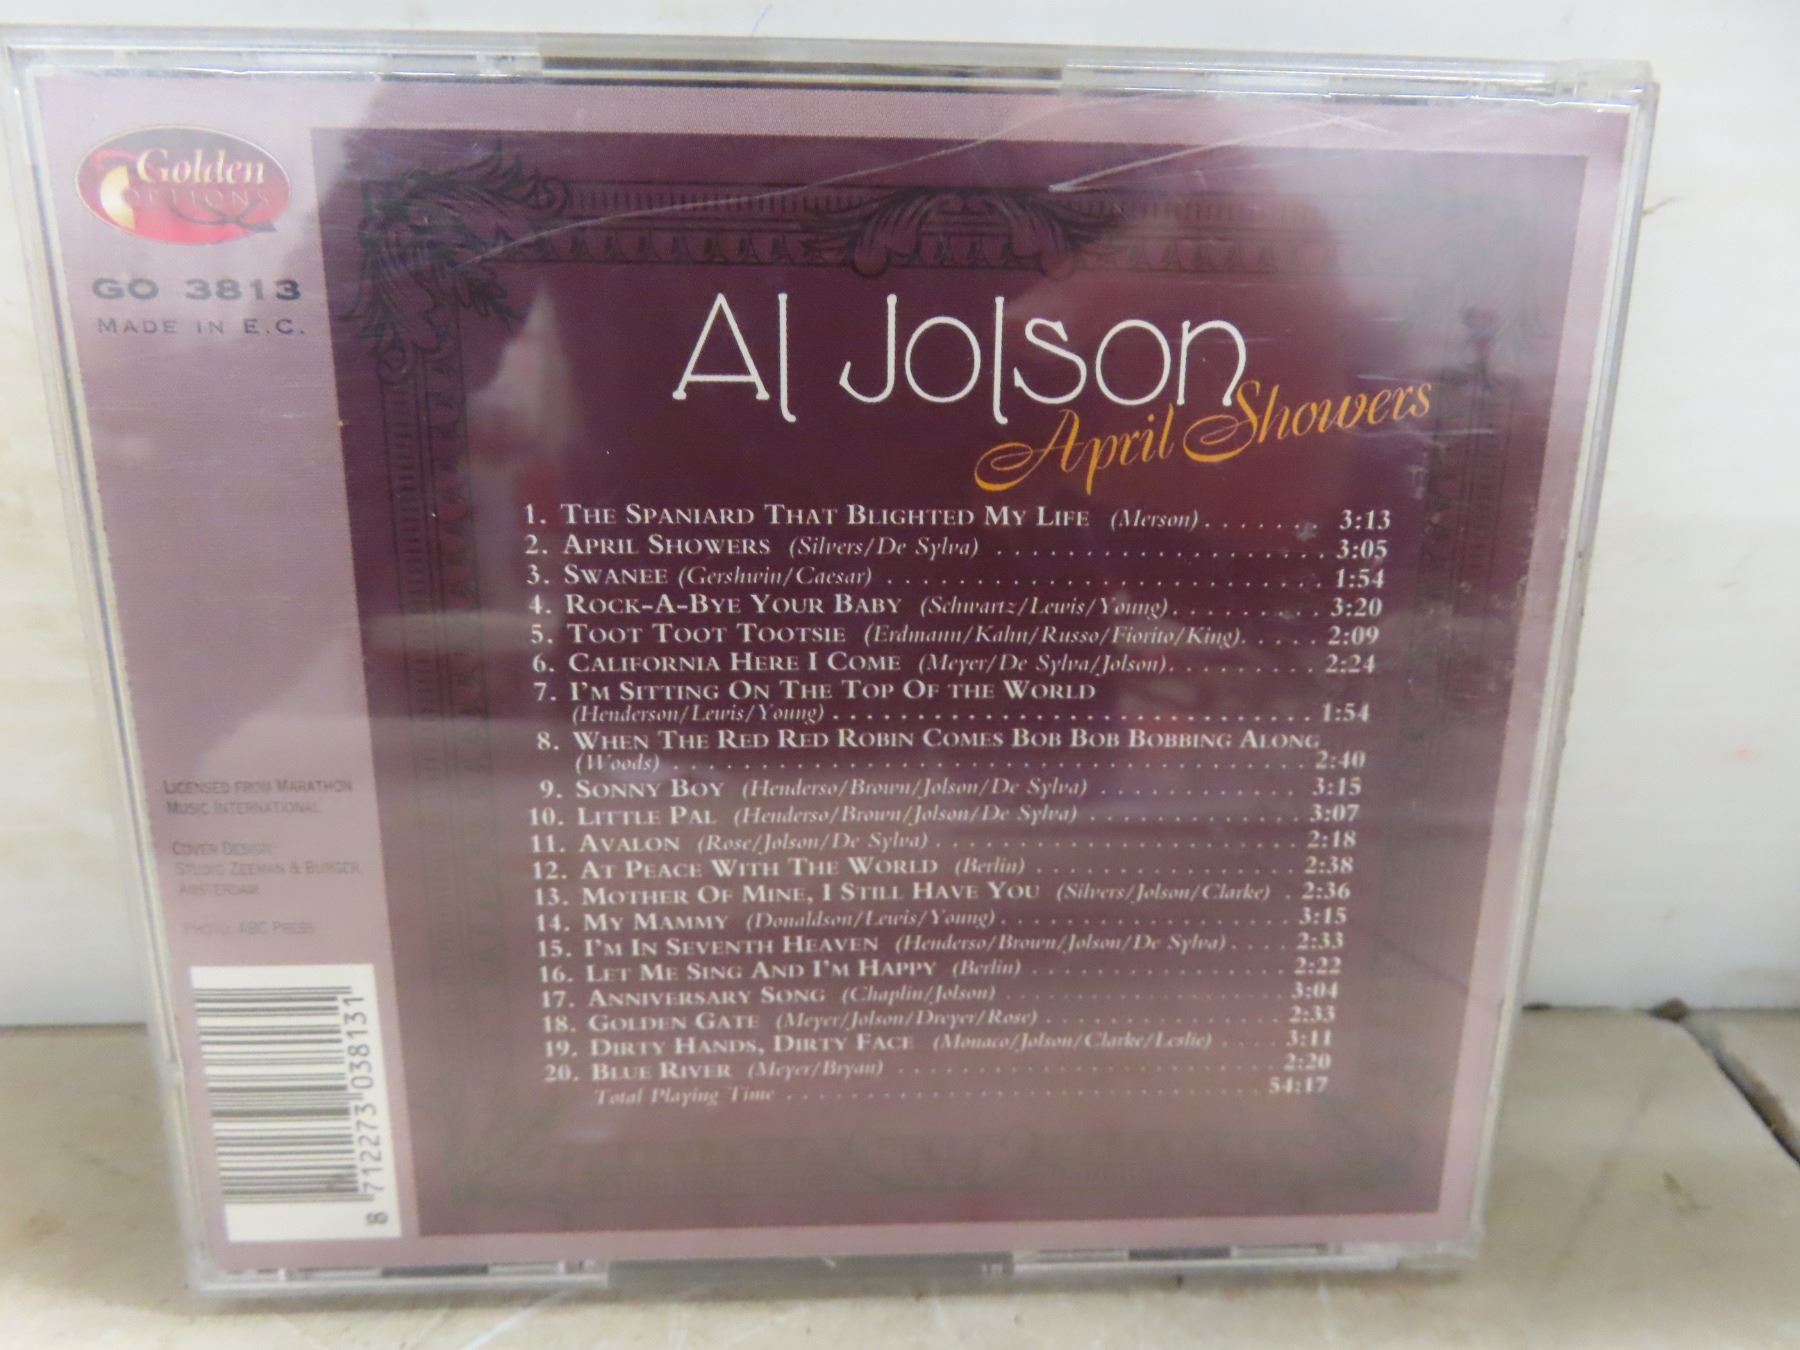 Golden
OPTIONS
GO 3813
MADE IN E.C.
Al Jolson
April Showers
1. THE SPANIARD THAT BLIGHTED MY LIFE (Merson) . . . . . . . 3:13
2. APRIL SHOWERS (Silvers/De Sylva) . . . . . . . . . . . . . . . . . . . 3:05
3. SWANEE (Gershwin/Caesar) . . . . . . . . . . . . . . . . . . . . . . . . 1:54
4. ROCK-A-BYE YOUR BABY (Schwartz/Lewis/Young) . . . . . . . . . 3:20
5. TOOT TOOT TOOTSIE (Erdmann/Kahn/Russo/Fiorito/King) . . . . . 2:09
6. CALIFORNIA HERE I COME (Meyer/De Sylva/Jolson) . . . . . . . . . 2:24
7. I'M SITTING ON THE TOP OF THE WORLD
(Henderson/Lewis/Young) . . . . . . . . . . . . . . . . . . . . . . . . . . . 1:54
8. WHEN THE RED RED ROBIN COMES BOB BOB BOBBING ALONG
(Woods) . . . . . . . . . . . . . . . . . . . . . . . . . . . . . . . . . . . . 2:40
9. SONNY BOY (Henderso/Brown/Jolson/De Sylva) . . . . . . . . . . . . 3:15
10. LITTLE PAL (Henderso/Brown/Jolson/De Sylva) . . . . . . . . . . . . 3:07
11. AVALON (Rose/Jolson/De Sylva) . . . . . . . . . . . . . . . . . . . . . 2:18
12. AT PEACE WITH THE WORLD (Berlin) . . . . . . . . . . . . . . . . 2:38
13. MOTHER OF MINE, I STILL HAVE YOU (Silvers/Jolson/Clarke) . 2:36
14. MY MAMMY (Donaldson/Lewis/Young) . . . . . . . . . . . . . . . . . 3:15
15. I'M IN SEVENTH HEAVEN (Henderso/Brown/Jolson/De Sylva) . . . . 2:33
16. LET ME SING AND I'M HAPPY (Berlin) . . . . . . . . . . . . . . . . 2:22
17. ANNIVERSARY SONG (Chaplin/Jolson) . . . . . . . . . . . . . . . . . . 3:04
18. GOLDEN GATE (Meyer/Jolson/Dreyer/Rose) . . . . . . . . . . . . . . . 2:33
19. DIRTY HANDS, DIRTY FACE (Monaco/Jolson/Clarke/Leslie) . . . . 3:11
20. BLUE RIVER (Meyer/Bryan) . . . . . . . . . . . . . . . . . . . . . . . . 2:20
Total Playing Time . . . . . . . . . . . . . . . . . . . . . . . . . . . . . . 54:17
LICENSED FROM MARATHON
MUSIC INTERNATIONAL
COVER DESIGN:
STUDIO ZEEMAN & BURGER,
AMSTERDAM
PHOTO: ABC PRESS
8 712273 038131